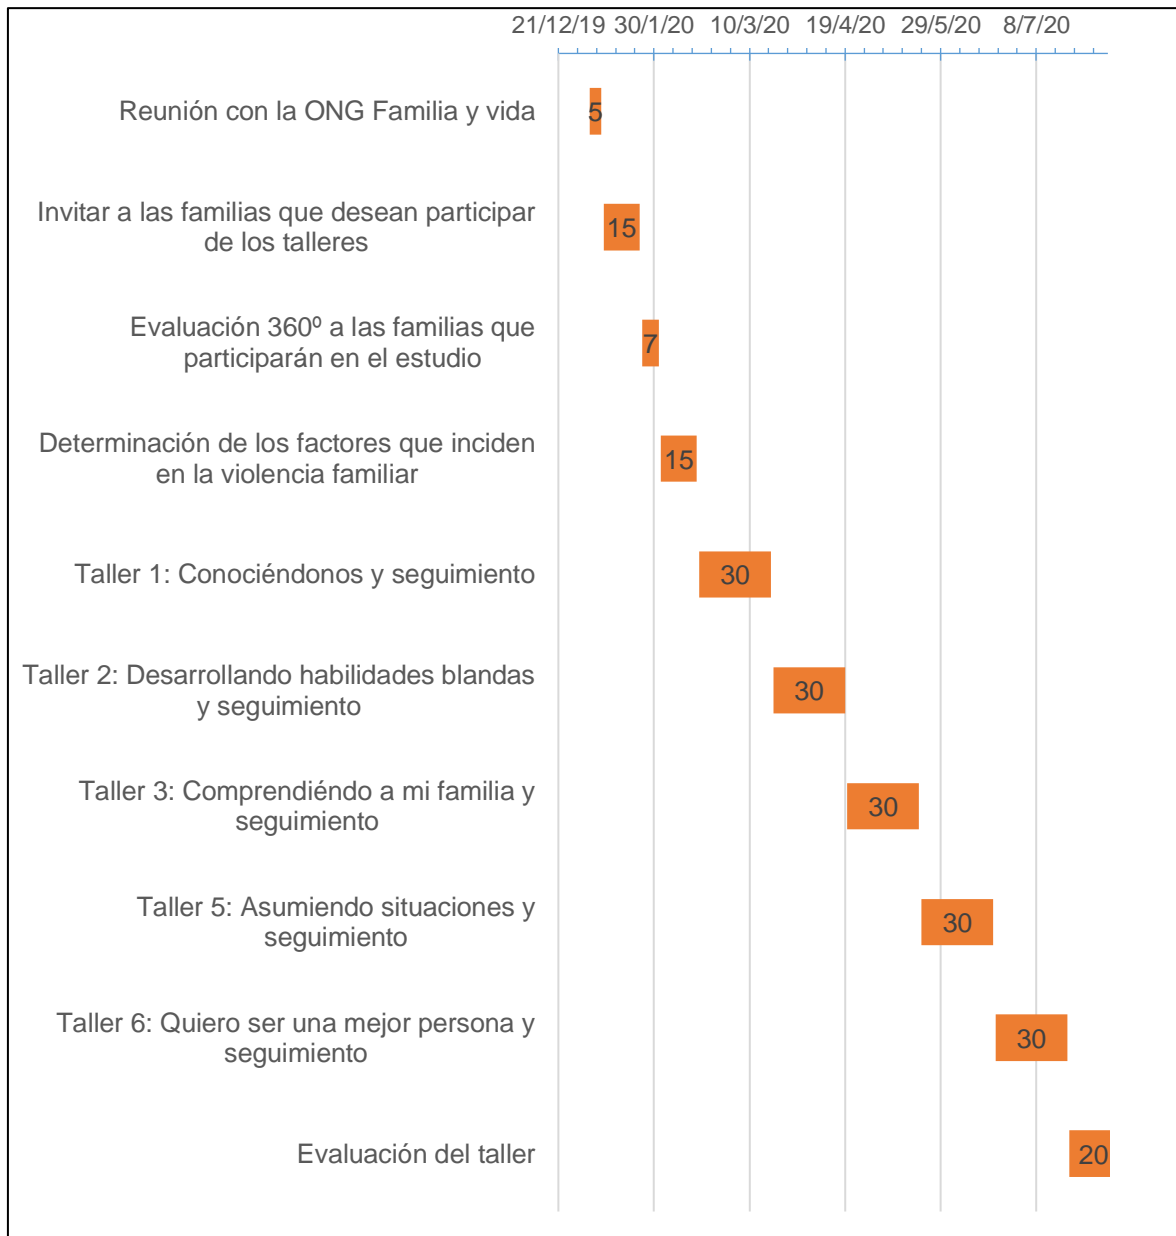 21/12/19 30/1/20 10/3/20 19/4/20 29/5/20 8/7/20
Reunión con la ONG Familia y vida
5
Invitar a las familias que desean participar
de los talleres
15
Evaluación 360º a las familias que
participarán en el estudio
7
Determinación de los factores que inciden
en la violencia familiar
15
Taller 1: Conociéndonos y seguimiento
30
Taller 2: Desarrollando habilidades blandas
y seguimiento
30
Taller 3: Comprendiéndo a mi familia y
seguimiento
30
Taller 5: Asumiendo situaciones y
seguimiento
30
Taller 6: Quiero ser una mejor persona y
seguimiento
30
Evaluación del taller
20